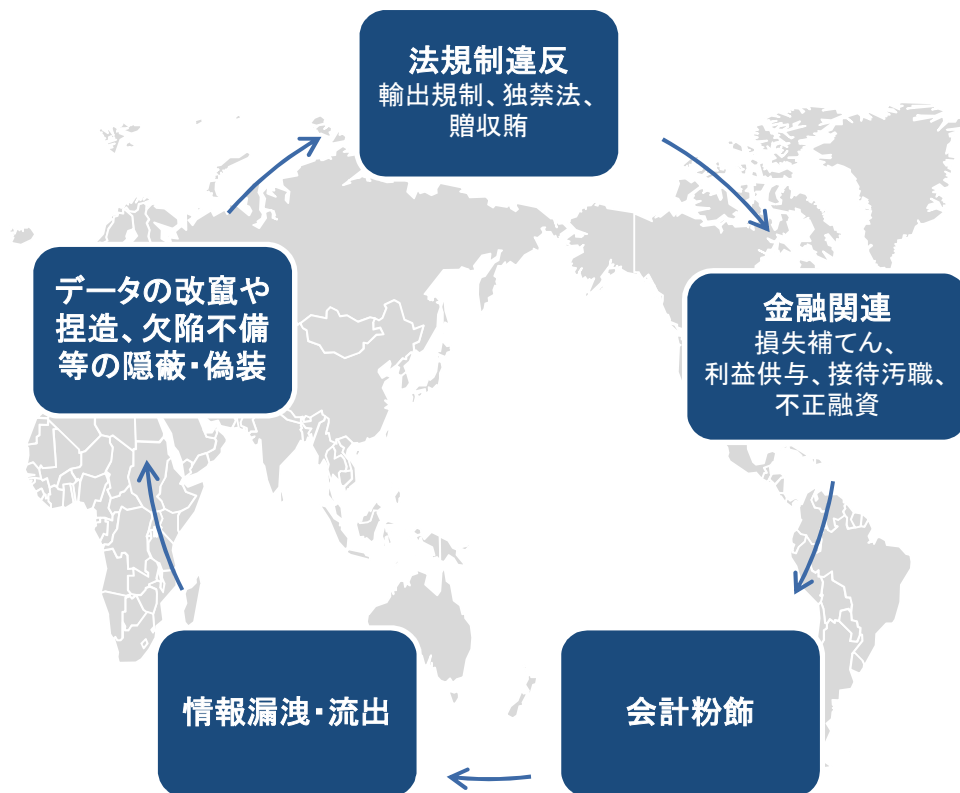 法規制違反
輸出規制、独禁法、
贈収賄
データの改竄や
捏造、欠陥不備
等の隠蔽・偽装
金融関連
損失補てん、
利益供与、接待汚職、
不正融資
情報漏洩・流出
会計粉飾